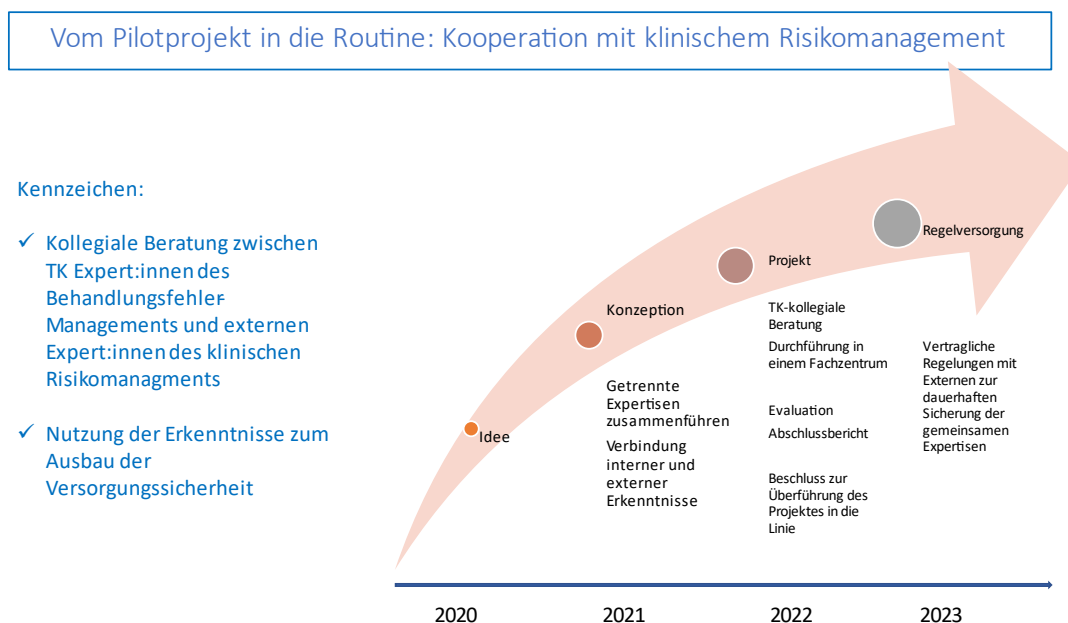 Vom Pilotprojekt in die Routine: Kooperation mit klinischem Risikomanagement
Kennzeichen:
✓ Kollegiale Beratung zwischen
TK Expert:innen des
Behandlungsfehler-
Managements und externen
Expert:innen des klinischen
Risikomanagments
✓ Nutzung der Erkenntnisse zum
Ausbau der
Versorgungssicherheit
Idee
Konzeption
Getrennte
Expertisen
zusammenführen
Verbindung
interner und
externer
Erkenntnisse
Projekt
TK-kollegiale
Beratung
Durchführung in
einem Fachzentrum
Evaluation
Abschlussbericht
Beschluss zur
Überführung des
Projektes in die
Linie
Regelversorgung
Vertragliche
Regelungen mit
Externen zur
dauerhaften
Sicherung der
gemeinsamen
Expertisen
2020
2021
2022
2023